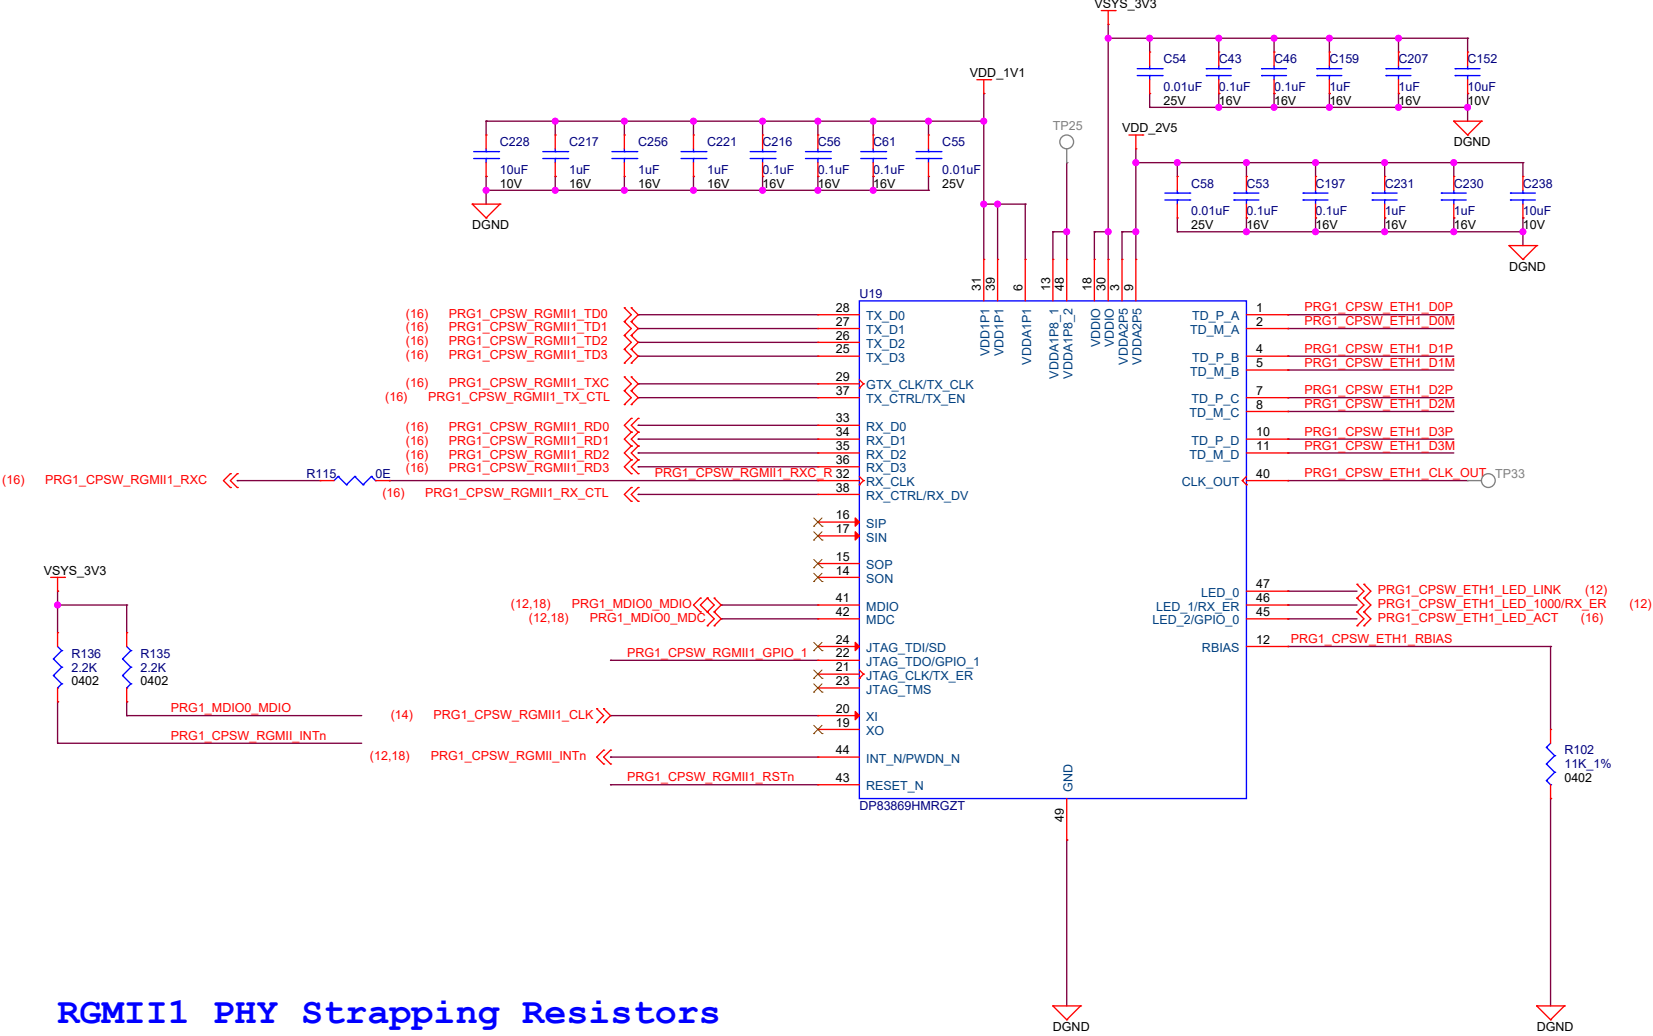 VSYS_3V3
C54 C43 C46 C159 C207 C152
0.01uF 0.1uF 0.1uF 1uF 1uF 10uF
25V 16V 16V 16V 16V 10V
DGND
VDD_1V1
C228 C217 C256 C221 C216 C56 C61 C55
10uF 1uF 1uF 1uF 0.1uF 0.1uF 0.1uF 0.01uF
10V 16V 16V 16V 16V 16V 16V 25V
DGND
TP25
VDD_2V5
C58 C53 C197 C231 C230 C238
0.01uF 0.1uF 0.1uF 1uF 1uF 10uF
25V 16V 16V 16V 16V 10V
DGND
31 39 6 13 48 18 30 3 9
U19
VDD1P1 VDD1P1 VDDA1P1 VDDA1P8_1 VDDA1P8_2 VDDIO VDDIO VDDA2P5 VDDA2P5
(16) PRG1_CPSW_RGMII1_TD0 28 TX_D0
(16) PRG1_CPSW_RGMII1_TD1 27 TX_D1
(16) PRG1_CPSW_RGMII1_TD2 26 TX_D2
(16) PRG1_CPSW_RGMII1_TD3 25 TX_D3
(16) PRG1_CPSW_RGMII1_TXC 29 GTX_CLK/TX_CLK
(16) PRG1_CPSW_RGMII1_TX_CTL 37 TX_CTRL/TX_EN
(16) PRG1_CPSW_RGMII1_RD0 33 RX_D0
(16) PRG1_CPSW_RGMII1_RD1 34 RX_D1
(16) PRG1_CPSW_RGMII1_RD2 35 RX_D2
(16) PRG1_CPSW_RGMII1_RD3 36 RX_D3
(16) PRG1_CPSW_RGMII1_RXC R115 0E PRG1_CPSW_RGMII1_RXC_R 32 RX_CLK
(16) PRG1_CPSW_RGMII1_RX_CTL 38 RX_CTRL/RX_DV
16 SIP
17 SIN
15 SOP
14 SON
(12,18) PRG1_MDIO0_MDIO 41 MDIO
(12,18) PRG1_MDIO0_MDC 42 MDC
24 JTAG_TDI/SD
PRG1_CPSW_RGMII1_GPIO_1 22 JTAG_TDO/GPIO_1
21 JTAG_CLK/TX_ER
23 JTAG_TMS
(14) PRG1_CPSW_RGMII1_CLK 20 XI
19 XO
(12,18) PRG1_CPSW_RGMII_INTn 44 INT_N/PWDN_N
PRG1_CPSW_RGMII1_RSTn 43 RESET_N
DP83869HMRGZT
GND
49
DGND
TD_P_A 1 PRG1_CPSW_ETH1_D0P
TD_M_A 2 PRG1_CPSW_ETH1_D0M
TD_P_B 4 PRG1_CPSW_ETH1_D1P
TD_M_B 5 PRG1_CPSW_ETH1_D1M
TD_P_C 7 PRG1_CPSW_ETH1_D2P
TD_M_C 8 PRG1_CPSW_ETH1_D2M
TD_P_D 10 PRG1_CPSW_ETH1_D3P
TD_M_D 11 PRG1_CPSW_ETH1_D3M
CLK_OUT 40 PRG1_CPSW_ETH1_CLK_OUT TP33
LED_0 47 PRG1_CPSW_ETH1_LED_LINK (12)
LED_1/RX_ER 46 PRG1_CPSW_ETH1_LED_1000/RX_ER (12)
LED_2/GPIO_0 45 PRG1_CPSW_ETH1_LED_ACT (16)
RBIAS 12 PRG1_CPSW_ETH1_RBIAS
R102
11K_1%
0402
DGND
VSYS_3V3
R136 R135
2.2K 2.2K
0402 0402
PRG1_MDIO0_MDIO
PRG1_CPSW_RGMII_INTn
RGMII1 PHY Strapping Resistors